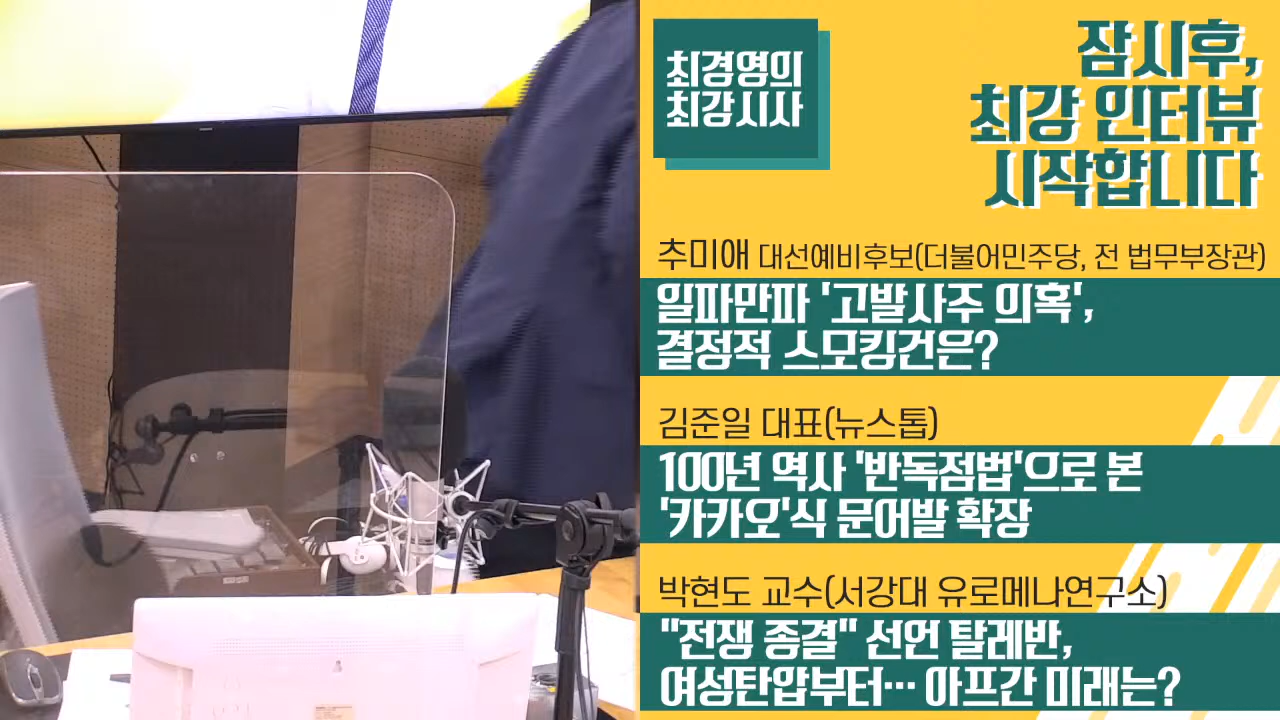 최경영의
최강시사
잠시후,
최강 인터뷰
시작합니다
추미애 대선예비후보(더불어민주당, 전 법무부장관)
일파만파 '고발사주 의혹',
결정적 스모킹건은?
김준일 대표(뉴스톱)
100년 역사 '반독점법'으로 본
'카카오'식 문어발 확장
박현도 교수(서강대 유로메나연구소)
"전쟁 종결" 선언 탈레반,
여성탄압부터… 아프간 미래는?